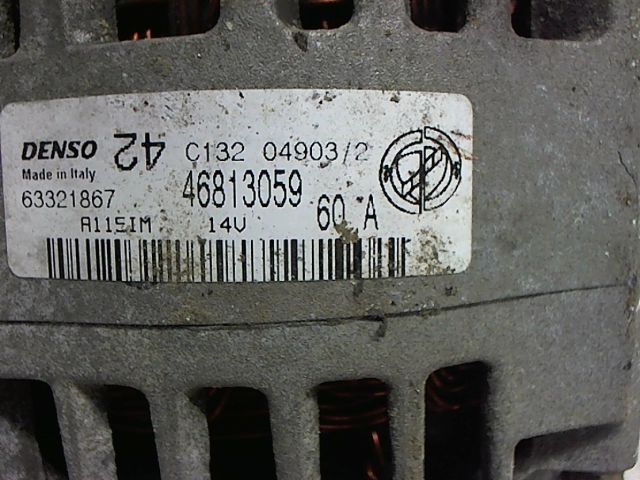 DENSO 42 C132 04903/2
Made in Italy 46813059
63321867 60 A
A115IM 14V